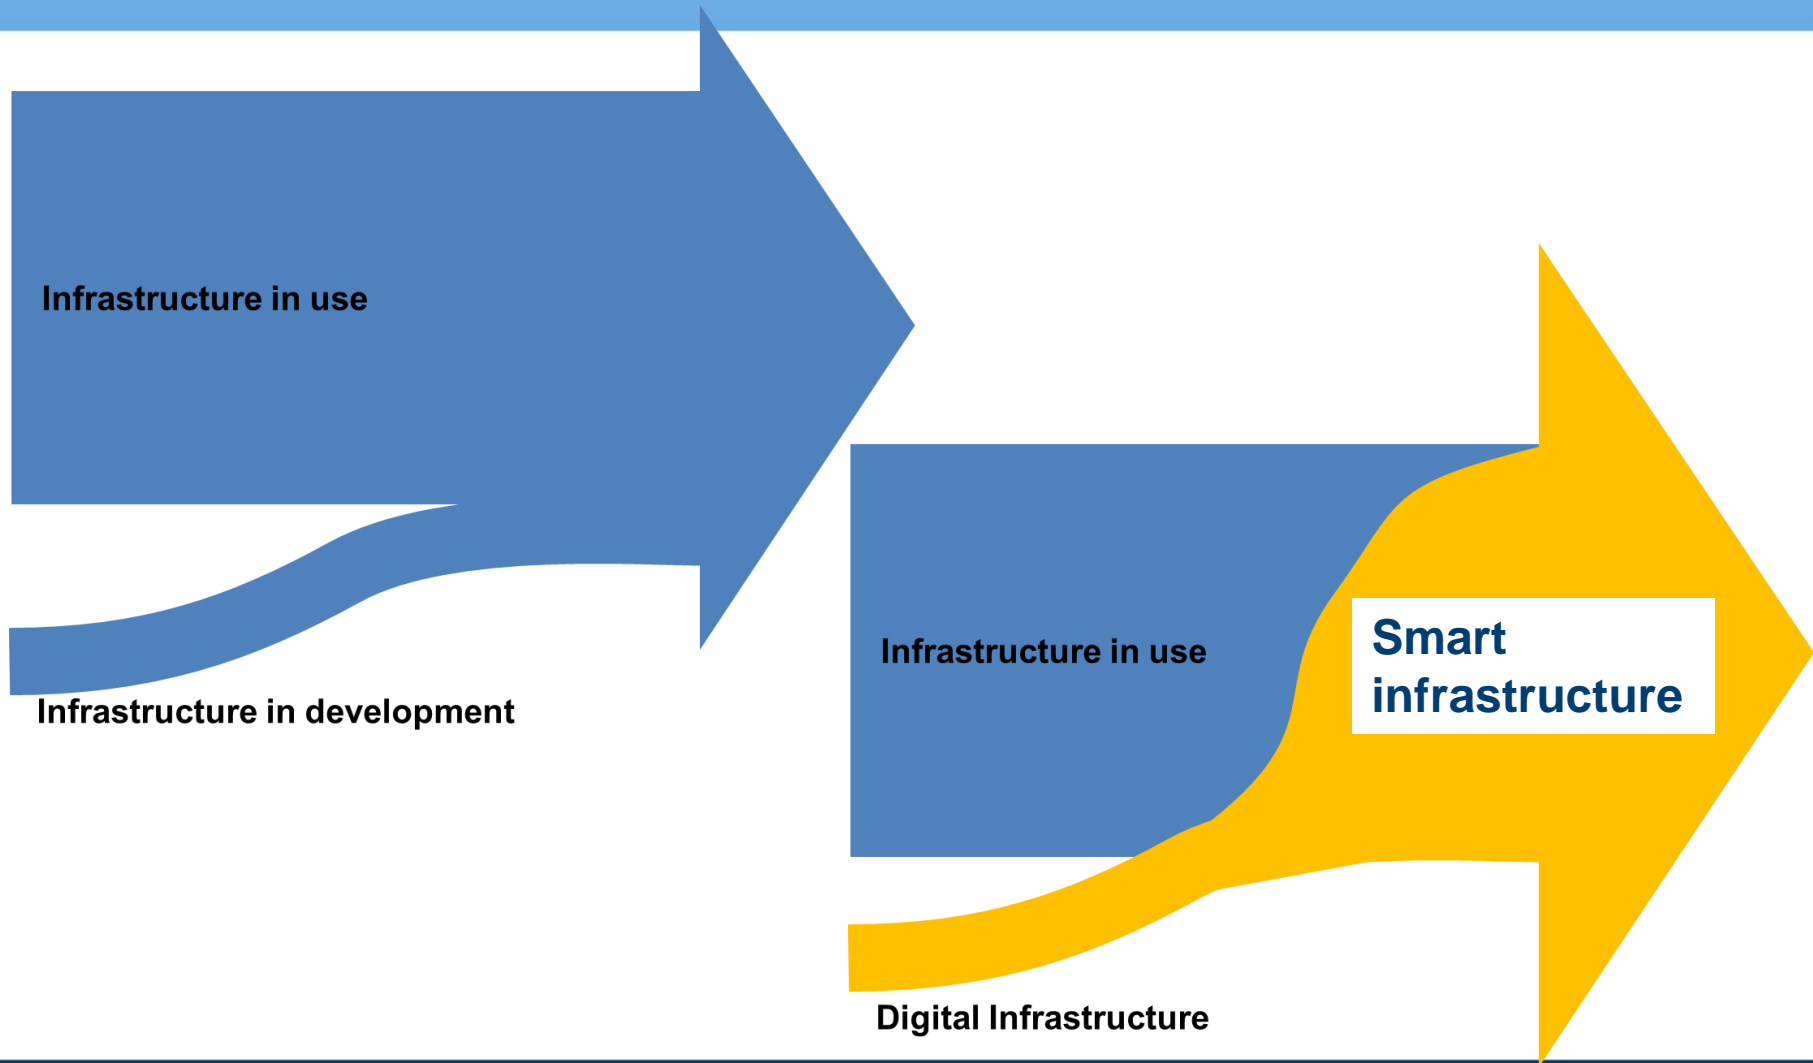 Infrastructure in use
Infrastructure in development
Infrastructure in use
Smart
infrastructure
Digital Infrastructure